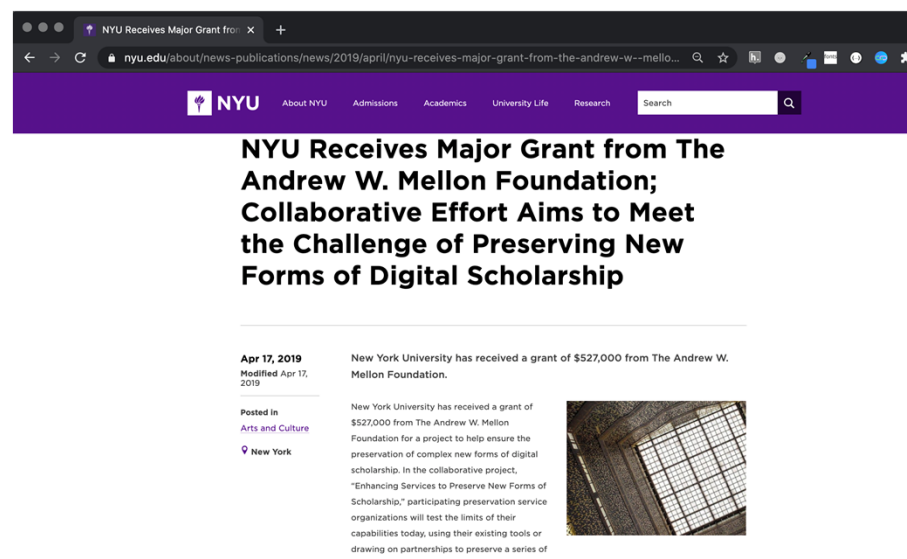 NYU Receives Major Grant from
nyu.edu/about/news-publications/news/2019/april/nyu-receives-major-grant-from-the-andrew-w--mello...
NYU
About NYU
Admissions
Academics
University Life
Research
Search
NYU Receives Major Grant from The
Andrew W. Mellon Foundation;
Collaborative Effort Aims to Meet
the Challenge of Preserving New
Forms of Digital Scholarship
Apr 17, 2019
Modified Apr 17,
2019
Posted in
Arts and Culture
New York
New York University has received a grant of $527,000 from The Andrew W.
Mellon Foundation.
New York University has received a grant of
$527,000 from The Andrew W. Mellon
Foundation for a project to help ensure the
preservation of complex new forms of digital
scholarship. In the collaborative project,
“Enhancing Services to Preserve New Forms of
Scholarship,” participating preservation service
organizations will test the limits of their
capabilities today, using their existing tools or
drawing on partnerships to preserve a series of